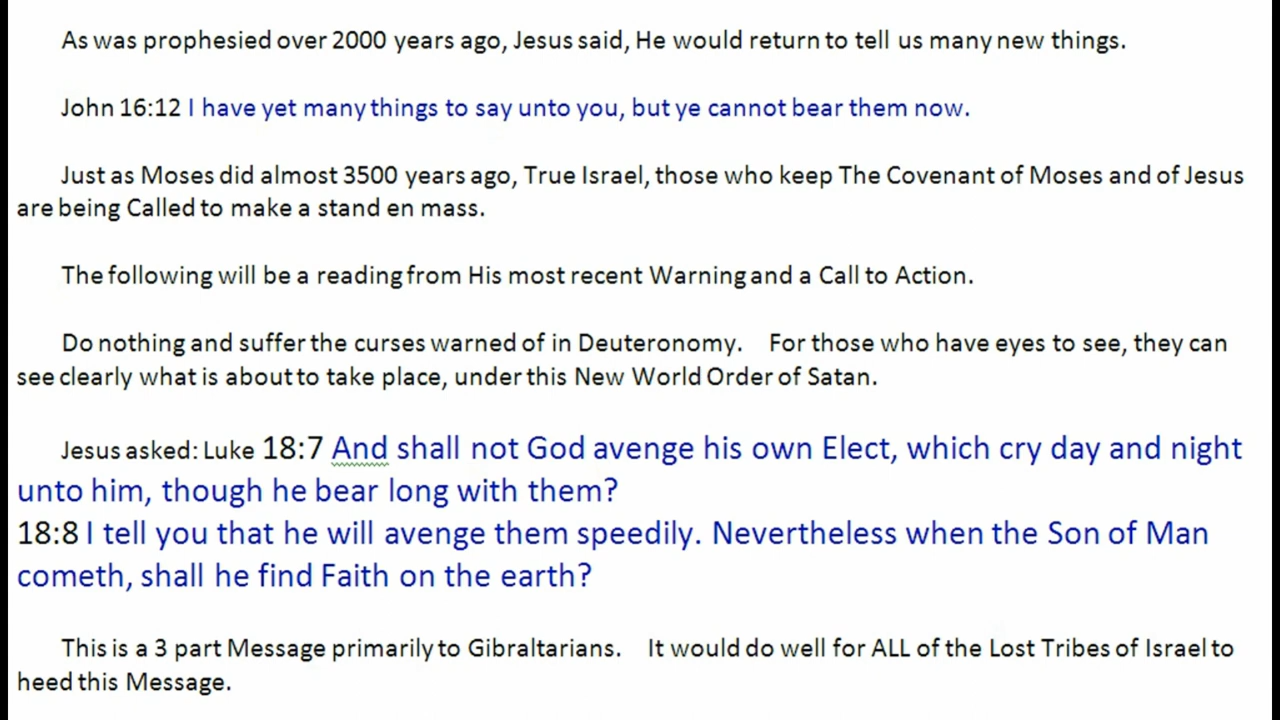 As was prophesied over 2000 years ago, Jesus said, He would return to tell us many new things.
John 16:12 I have yet many things to say unto you, but ye cannot bear them now.
Just as Moses did almost 3500 years ago, True Israel, those who keep The Covenant of Moses and of Jesus
are being Called to make a stand en mass.
The following will be a reading from His most recent Warning and a Call to Action.
Do nothing and suffer the curses warned of in Deuteronomy. For those who have eyes to see, they can
see clearly what is about to take place, under this New World Order of Satan.
Jesus asked: Luke 18:7 And shall not God avenge his own Elect, which cry day and night
unto him, though he bear long with them?
18:8 I tell you that he will avenge them speedily. Nevertheless when the Son of Man
cometh, shall he find Faith on the earth?
This is a 3 part Message primarily to Gibraltarians. It would do well for ALL of the Lost Tribes of Israel to
heed this Message.